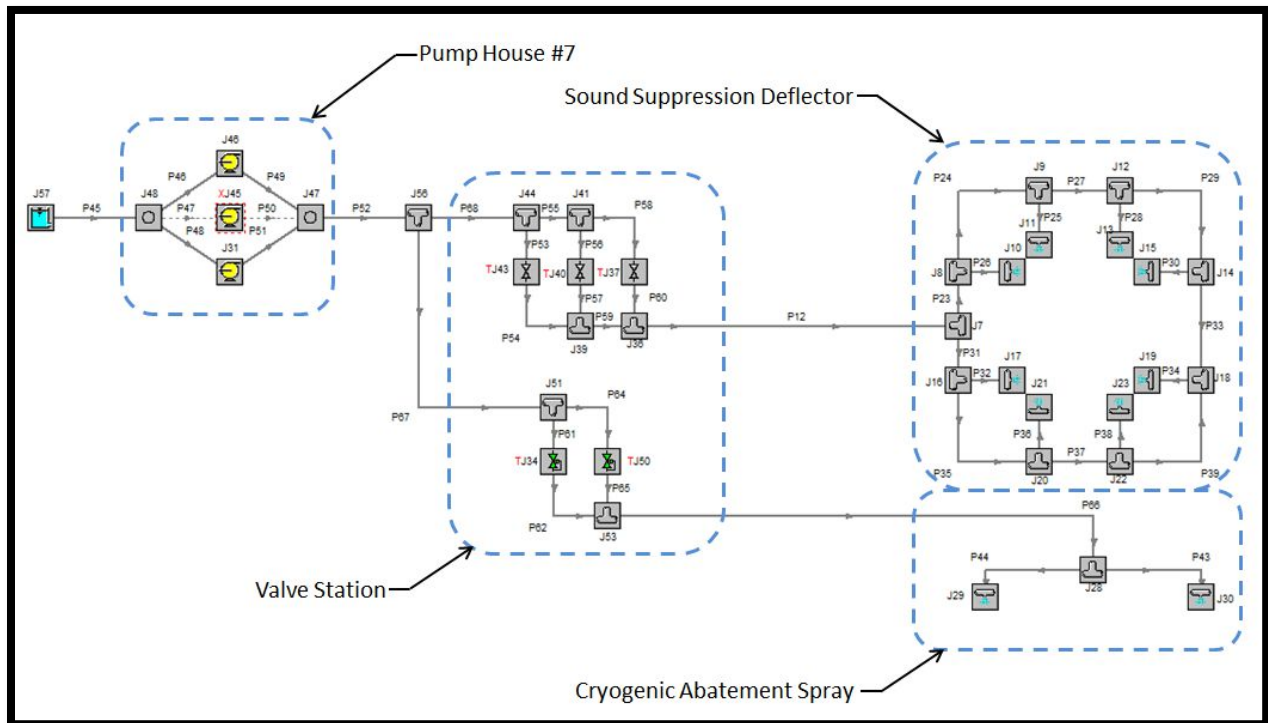 Pump House #7
Sound Suppression Deflector
J46
J9
J12
P24
P27
P29
P46
P49
J57
J48
XJ45
J47
J56
J44
J41
P58
P25
P28
J11
J13
P45
P47
P50
P52
P68
P55
P48
P51
P53
P56
J10
J15
J31
J8
P26
P30
J14
TJ43
TJ40
TJ37
P57
P60
P23
P54
P59
P12
J7
P33
J39
J36
P31
J17
J19
J16
P32
J21
J23
P34
J18
J51
P64
P67
P61
P36
P38
P37
TJ34
TJ50
P35
J20
J22
P39
P65
P62
J53
P66
P44
P43
Valve Station
J29
J28
J30
Cryogenic Abatement Spray